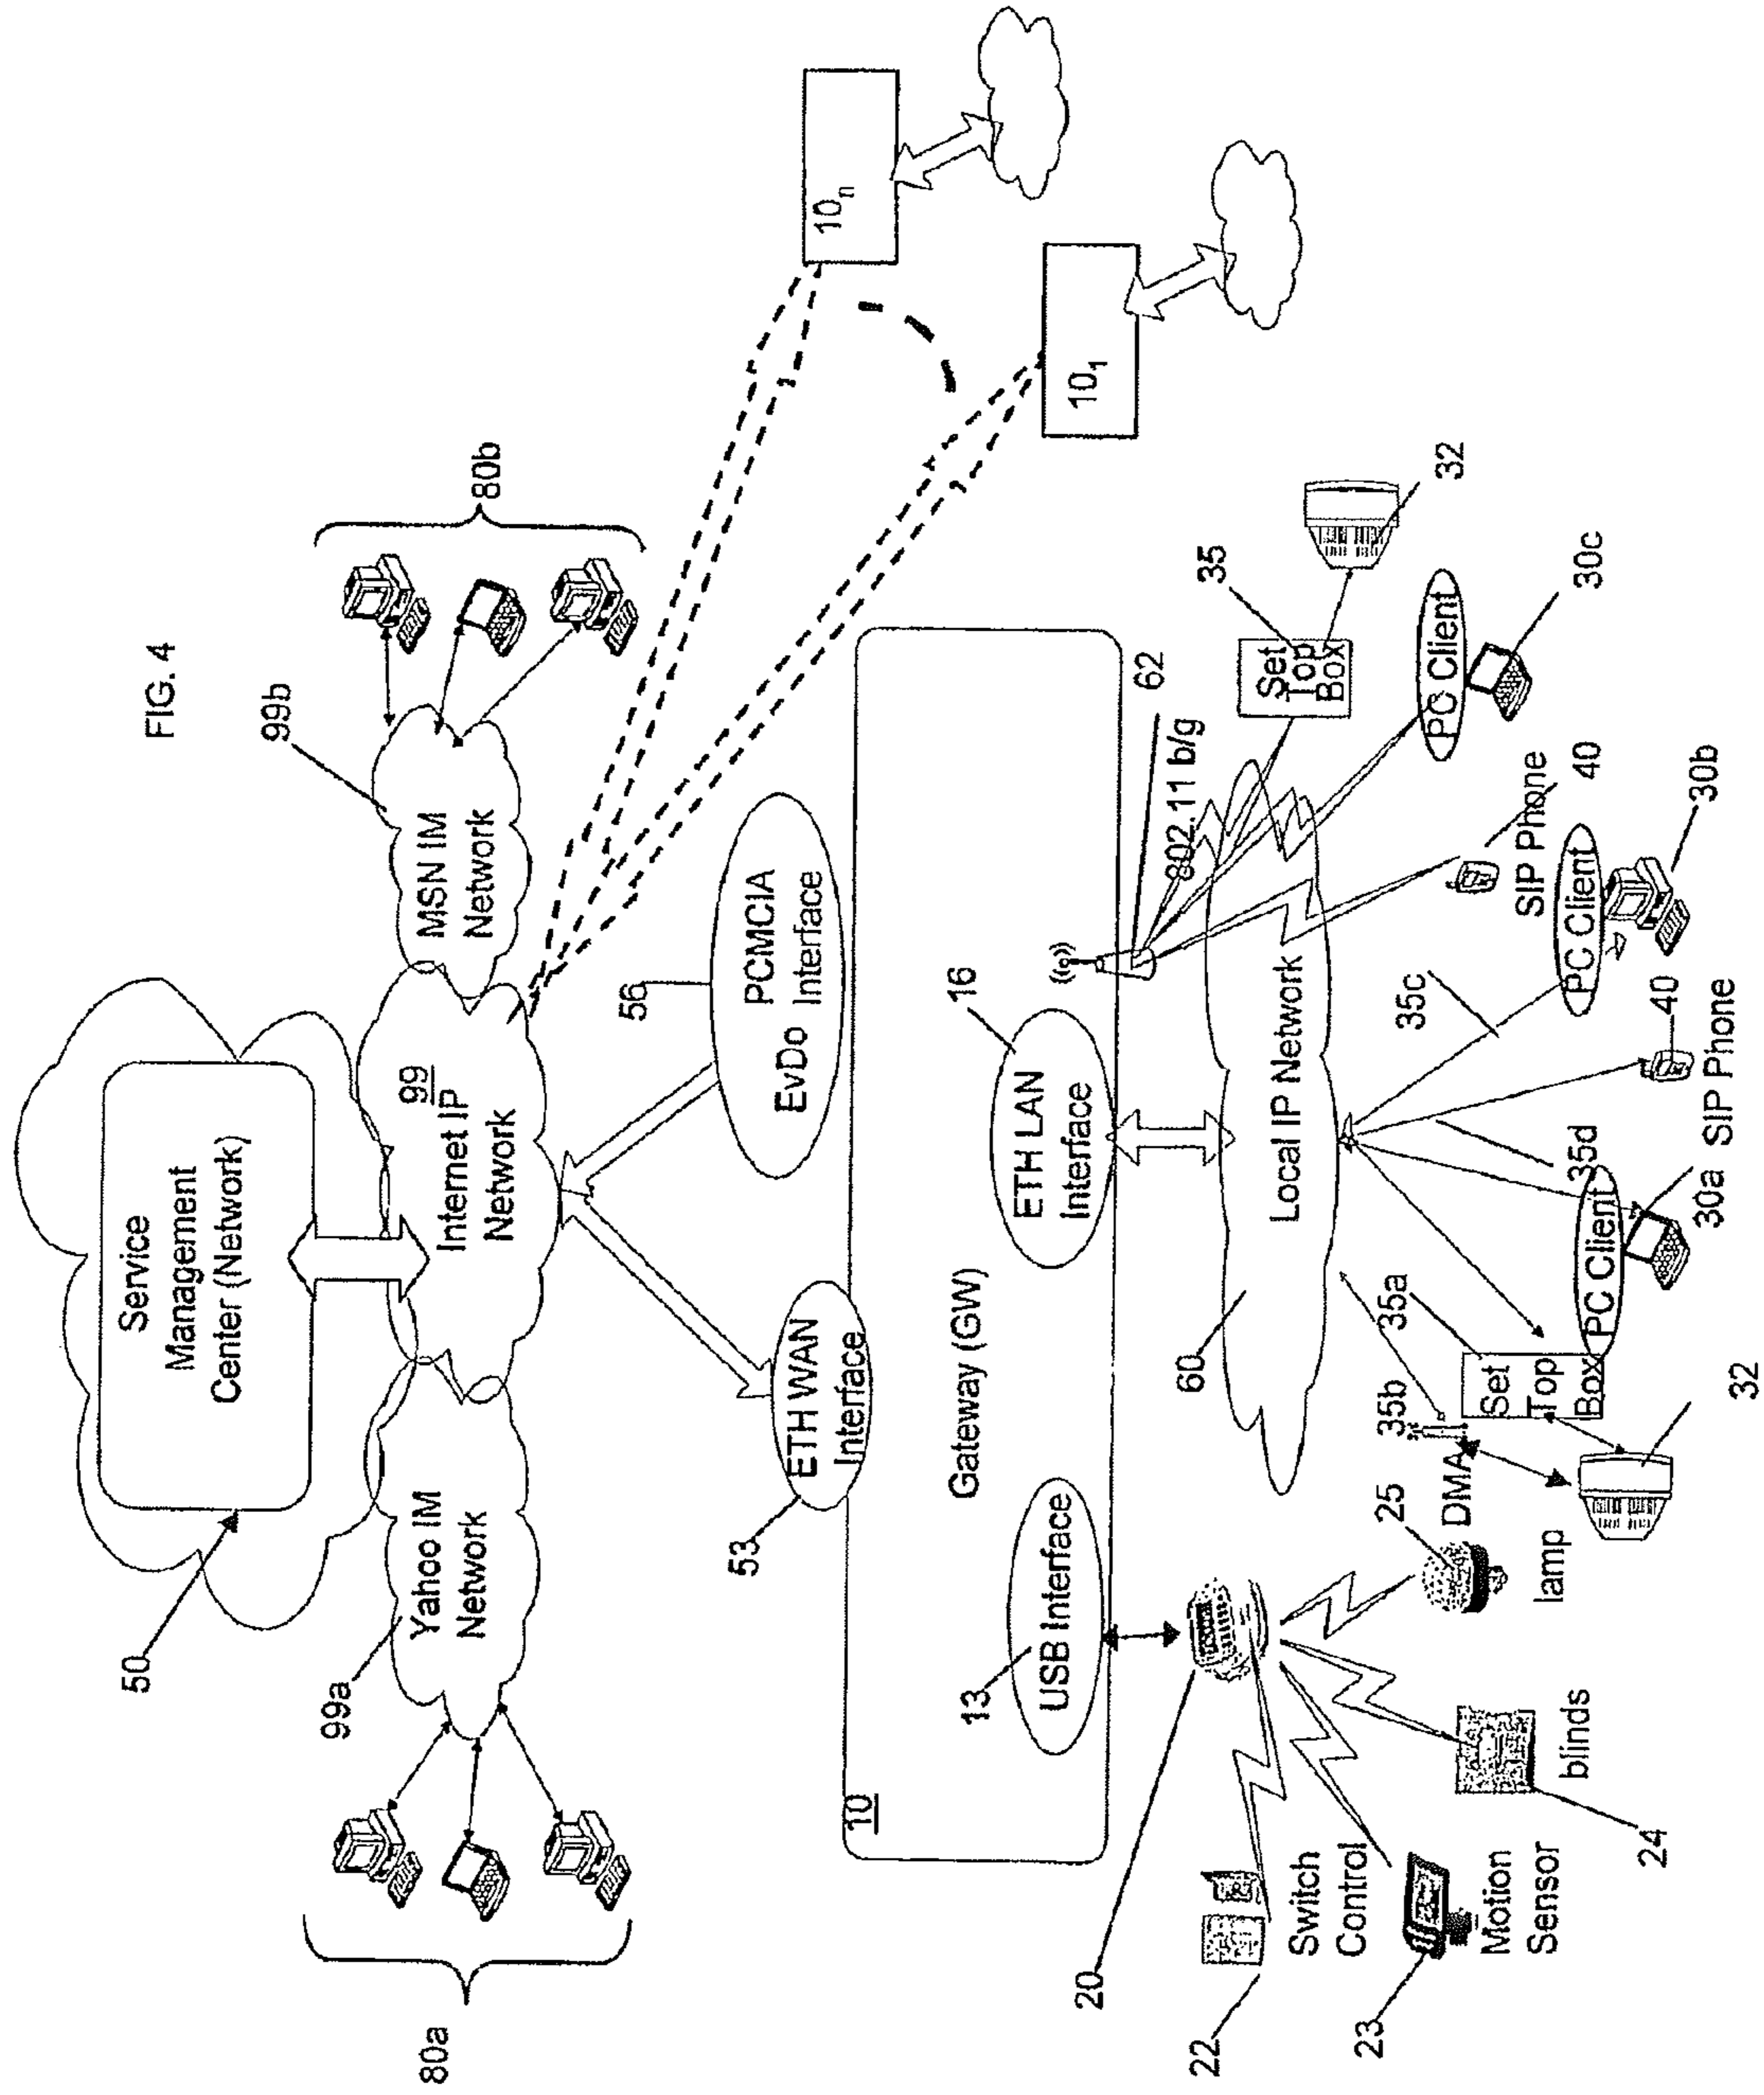 FIG. 4
Service
Management
Center (Network)
50
80a
99a
Yahoo IM
Network
99
Internet IP
Network
MSN IM
Network
99b
80b
53
ETH WAN
Interface
56
PCMCIA
EvDo Interface
10n
101
10
Gateway (GW)
13
USB Interface
16
ETH LAN
Interface
62
802.11 b/g
20
60
Local IP Network
22
Switch
Control
23
Motion
Sensor
24
blinds
25
lamp
DMA
35b
35a
Set
Top
Box
32
PC Client
30a
35d
SIP Phone
40
35c
PC Client
30b
SIP Phone
40
35
Set
Top
Box
32
PC Client
30c